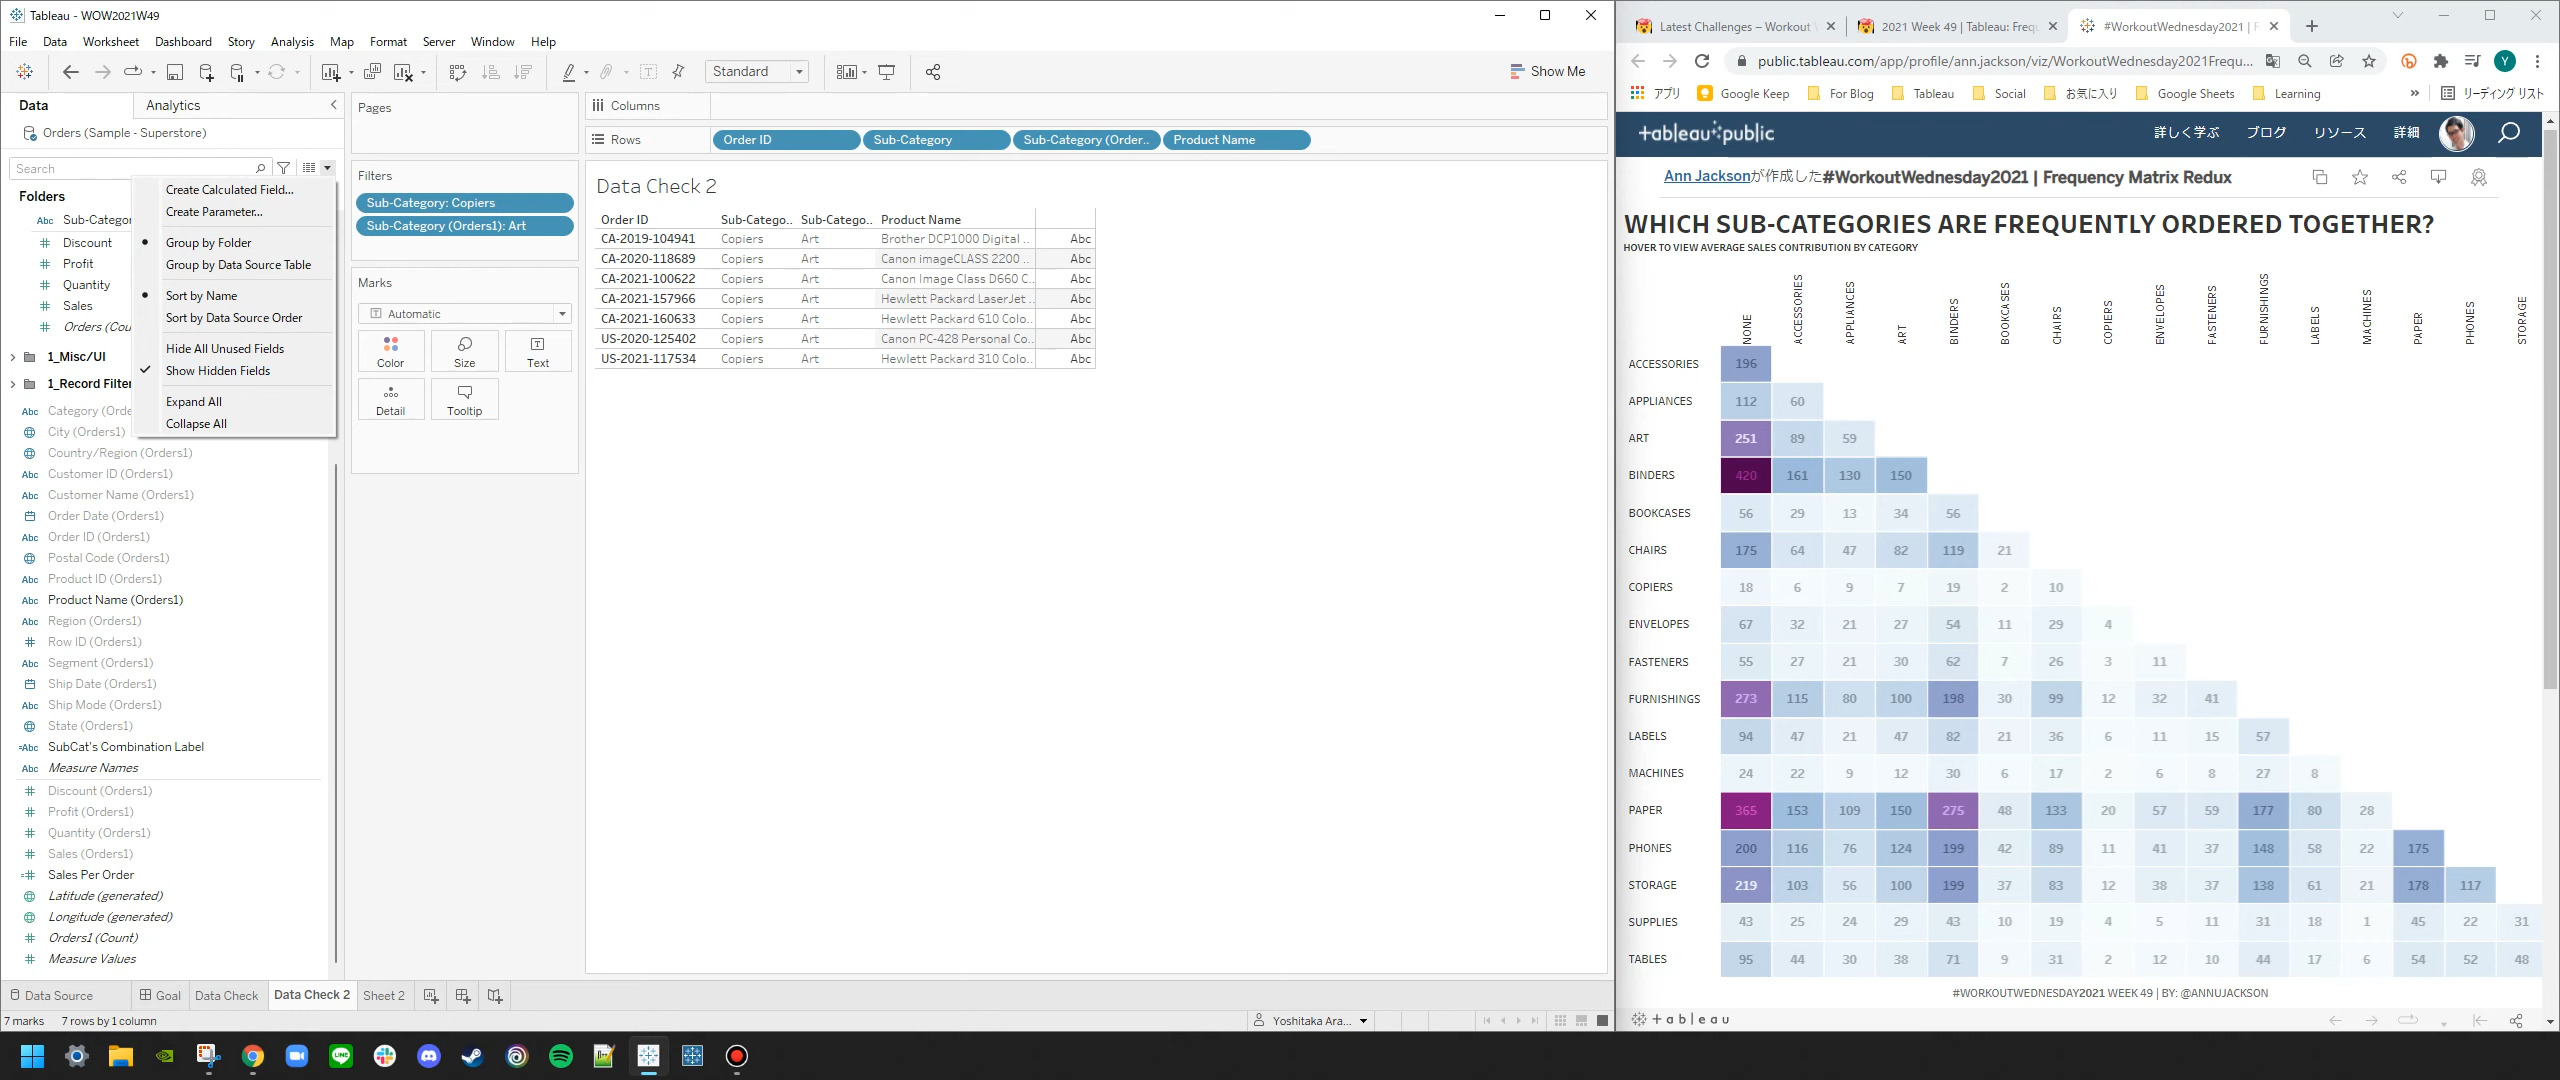 Tableau - WOW2021W49
File Data Worksheet Dashboard Story Analysis Map Format Server Window Help
Standard
Show Me
Data Analytics
Orders (Sample - Superstore)
Search
Folders
Abc
Discount
Profit
Quantity
Sales
1_Misc/UI
1_Record Filter
Create Calculated Field...
Create Parameter...
Group by Folder
Group by Data Source Table
Sort by Name
Sort by Data Source Order
Hide All Unused Fields
Show Hidden Fields
Expand All
Collapse All
Abc Category (Orde
City (Orders1)
Country/Region (Orders1)
Abc Customer ID (Orders1)
Abc Customer Name (Orders1)
Order Date (Orders1)
Abc Order ID (Orders1)
Postal Code (Orders1)
Abc Product ID (Orders1)
Abc Product Name (Orders1)
Abc Region (Orders1)
Row ID (Orders1)
Abc Segment (Orders1)
Ship Date (Orders1)
Abc Ship Mode (Orders1)
State (Orders1)
=Abc SubCat's Combination Label
Abc Measure Names
Discount (Orders1)
Profit (Orders1)
Quantity (Orders1)
Sales (Orders1)
Sales Per Order
Latitude (generated)
Longitude (generated)
Orders1 (Count)
Measure Values
Pages
Filters
Sub-Category: Copiers
Sub-Category (Orders1): Art
Marks
Automatic
Color Size Text
Detail Tooltip
Columns
Rows Order ID Sub-Category Sub-Category (Order.. Product Name
Data Check 2
Order ID Sub-Catego.. Sub-Catego.. Product Name
CA-2019-104941 Copiers Art Brother DCP1000 Digital .. Abc
CA-2020-118689 Copiers Art Canon imageCLASS 2200 .. Abc
CA-2021-100622 Copiers Art Canon Image Class D660 C.. Abc
CA-2021-157966 Copiers Art Hewlett Packard LaserJet .. Abc
CA-2021-160633 Copiers Art Hewlett Packard 610 Colo.. Abc
US-2020-125402 Copiers Art Canon PC-428 Personal Co.. Abc
US-2021-117534 Copiers Art Hewlett Packard 310 Colo.. Abc
Data Source Goal Data Check Data Check 2 Sheet 2
7 marks 7 rows by 1 column Yoshitaka Ara...
Latest Challenges – Workout 2021 Week 49 | Tableau: Frequ #WorkoutWednesday2021 |
public.tableau.com/app/profile/ann.jackson/viz/WorkoutWednesday2021Frequ...
Y
アプリ Google Keep For Blog Tableau Social お気に入り Google Sheets Learning » リーディング リスト
tableau public 詳しく学ぶ ブログ リソース 詳細
Ann Jacksonが作成した#WorkoutWednesday2021 | Frequency Matrix Redux
WHICH SUB-CATEGORIES ARE FREQUENTLY ORDERED TOGETHER?
HOVER TO VIEW AVERAGE SALES CONTRIBUTION BY CATEGORY
NONE ACCESSORIES APPLIANCES ART BINDERS BOOKCASES CHAIRS COPIERS ENVELOPES FASTENERS FURNISHINGS LABELS MACHINES PAPER PHONES STORAGE
ACCESSORIES 196
APPLIANCES 112 60
ART 251 89 59
BINDERS 420 161 130 150
BOOKCASES 56 29 13 34 56
CHAIRS 175 64 47 82 119 21
COPIERS 18 6 9 7 19 2 10
ENVELOPES 67 32 21 27 54 11 29 4
FASTENERS 55 27 21 30 62 7 26 3 11
FURNISHINGS 273 115 80 100 198 30 99 12 32 41
LABELS 94 47 21 47 82 21 36 6 11 15 57
MACHINES 24 22 9 12 30 6 17 2 6 8 27 8
PAPER 365 153 109 150 275 48 133 20 57 59 177 80 28
PHONES 200 116 76 124 199 42 89 11 41 37 148 58 22 175
STORAGE 219 103 56 100 199 37 83 12 38 37 138 61 21 178 117
SUPPLIES 43 25 24 29 43 10 19 4 5 11 31 18 1 45 22 31
TABLES 95 44 30 38 71 9 31 2 12 10 44 17 6 54 52 48
#WORKOUTWEDNESDAY2021 WEEK 49 | BY: @ANNUJACKSON
tableau